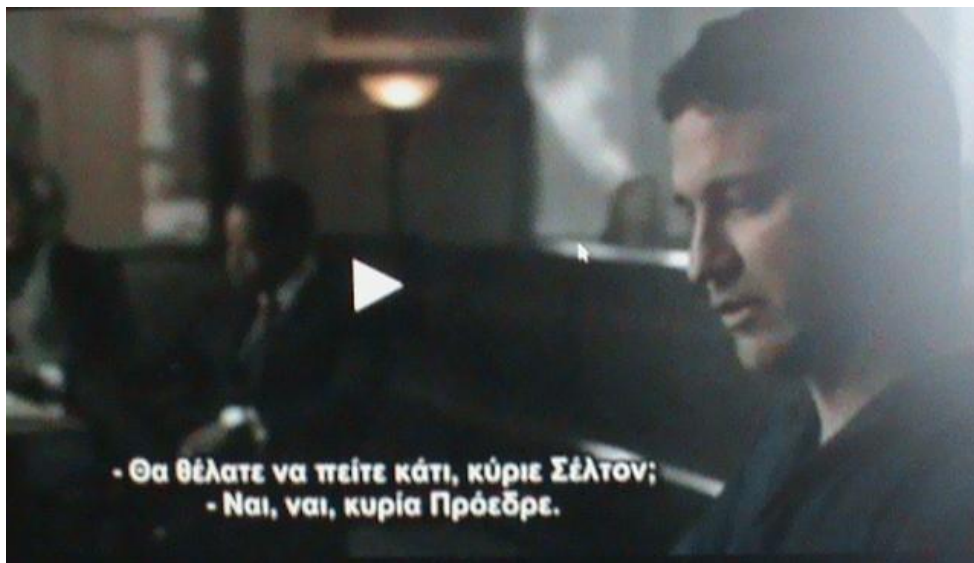 - Θα θέλατε να πείτε κάτι, κύριε Σέλτον;
- Ναι, ναι, κυρία Πρόεδρε.